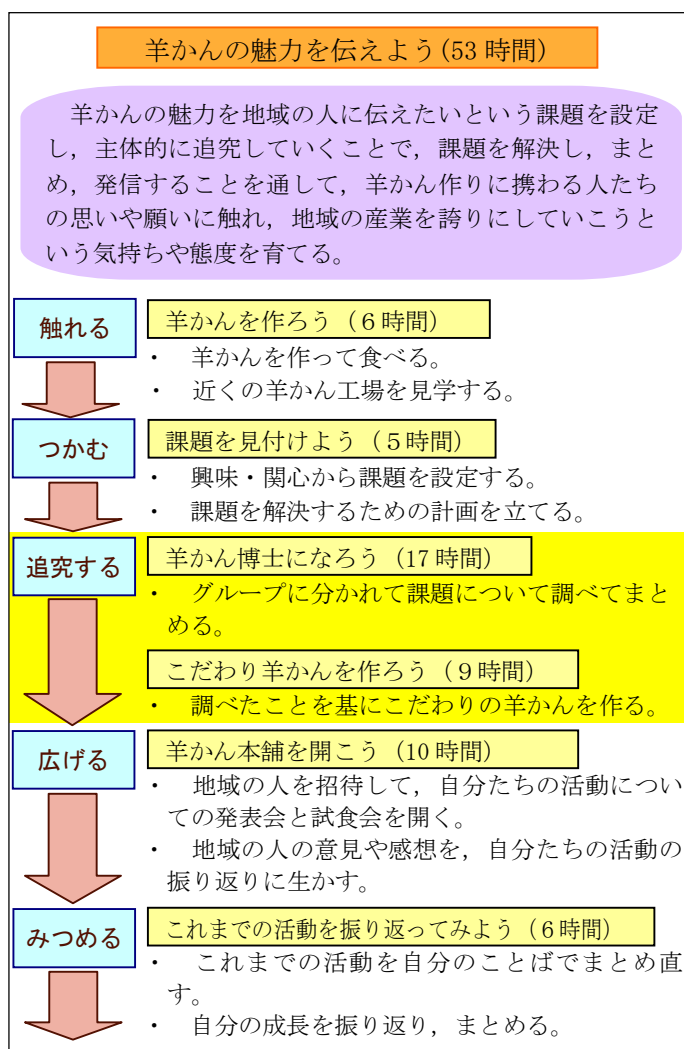 羊かんの魅力を伝えよう(53 時間)
羊かんの魅力を地域の人に伝えたいという課題を設定
し，主体的に追究していくことで，課題を解決し，まと
め，発信することを通して，羊かん作りに携わる人たち
の思いや願いに触れ，地域の産業を誇りにしていこうと
いう気持ちや態度を育てる。
触れる
羊かんを作ろう（６時間）
・　羊かんを作って食べる。
・　近くの羊かん工場を見学する。
つかむ
課題を見付けよう（５時間）
・　興味・関心から課題を設定する。
・　課題を解決するための計画を立てる。
追究する
羊かん博士になろう（17 時間）
・　グループに分かれて課題について調べてまと
める。
こだわり羊かんを作ろう（９時間）
・　調べたことを基にこだわりの羊かんを作る。
広げる
羊かん本舗を開こう（10 時間）
・　地域の人を招待して，自分たちの活動につい
ての発表会と試食会を開く。
・　地域の人の意見や感想を，自分たちの活動の
振り返りに生かす。
みつめる
これまでの活動を振り返ってみよう（６時間）
・　これまでの活動を自分のことばでまとめ直
す。
・　自分の成長を振り返り，まとめる。